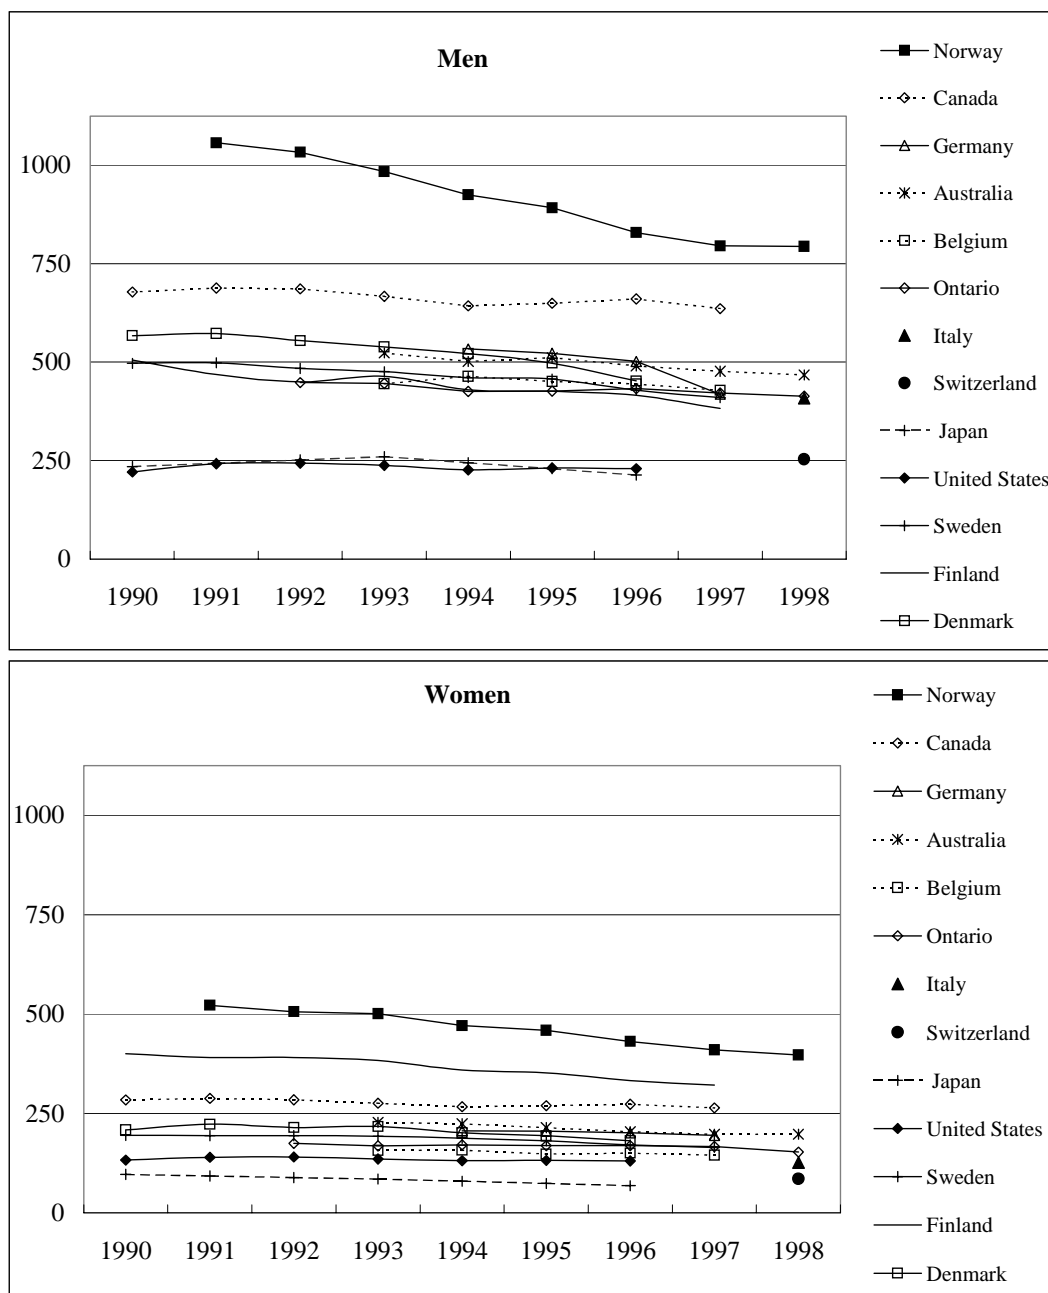 Men
1000
750
500
250
0
1990 1991 1992 1993 1994 1995 1996 1997 1998
Norway
Canada
Germany
Australia
Belgium
Ontario
Italy
Switzerland
Japan
United States
Sweden
Finland
Denmark
Women
1000
750
500
250
0
1990 1991 1992 1993 1994 1995 1996 1997 1998
Norway
Canada
Germany
Australia
Belgium
Ontario
Italy
Switzerland
Japan
United States
Sweden
Finland
Denmark